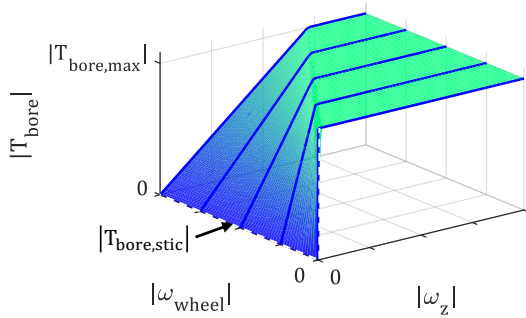 |T_bore,max|
|T_bore|
0
|T_bore,stic|
0
0
|ω_wheel|
|ω_z|